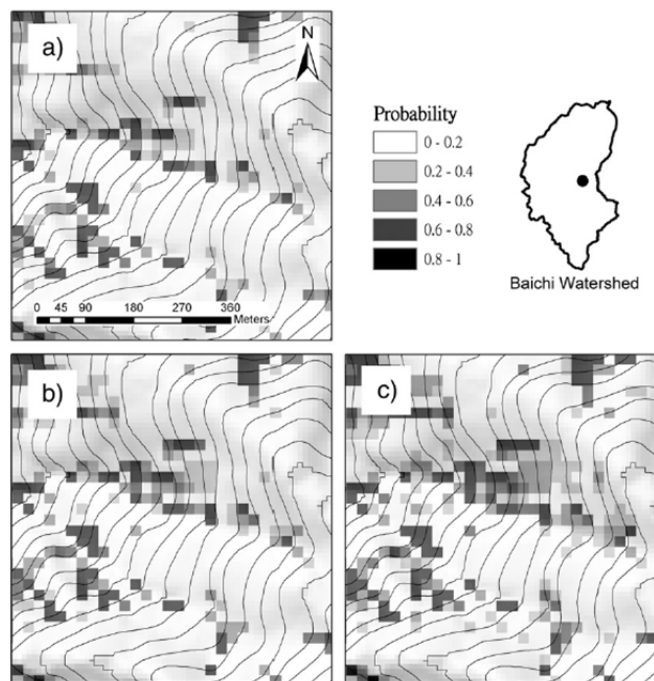 a)
N
Probability
0 - 0.2
0.2 - 0.4
0.4 - 0.6
0.6 - 0.8
0.8 - 1
Baichi Watershed
0 45 90 180 270 360
Meters
b)
c)